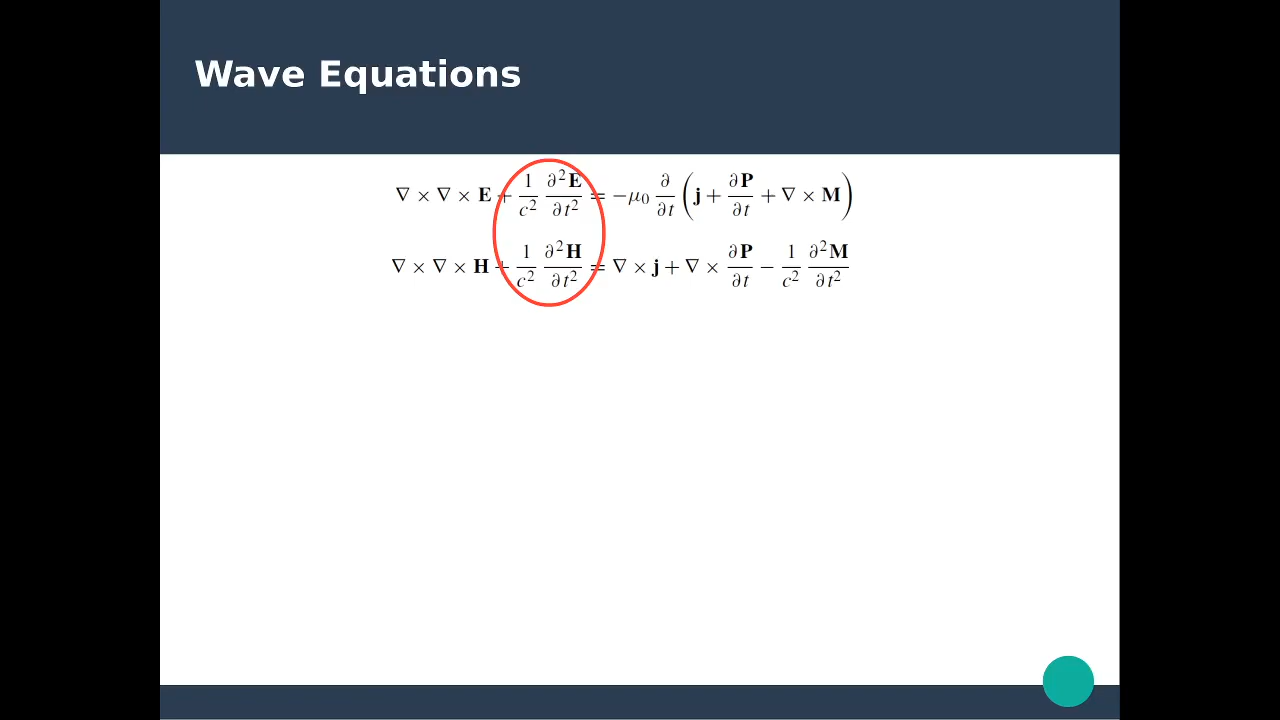 Wave Equations
∇ × ∇ × E + 1/c² ∂²E/∂t² = −μ₀ ∂/∂t (j + ∂P/∂t + ∇ × M)
∇ × ∇ × H + 1/c² ∂²H/∂t² = ∇ × j + ∇ × ∂P/∂t − 1/c² ∂²M/∂t²